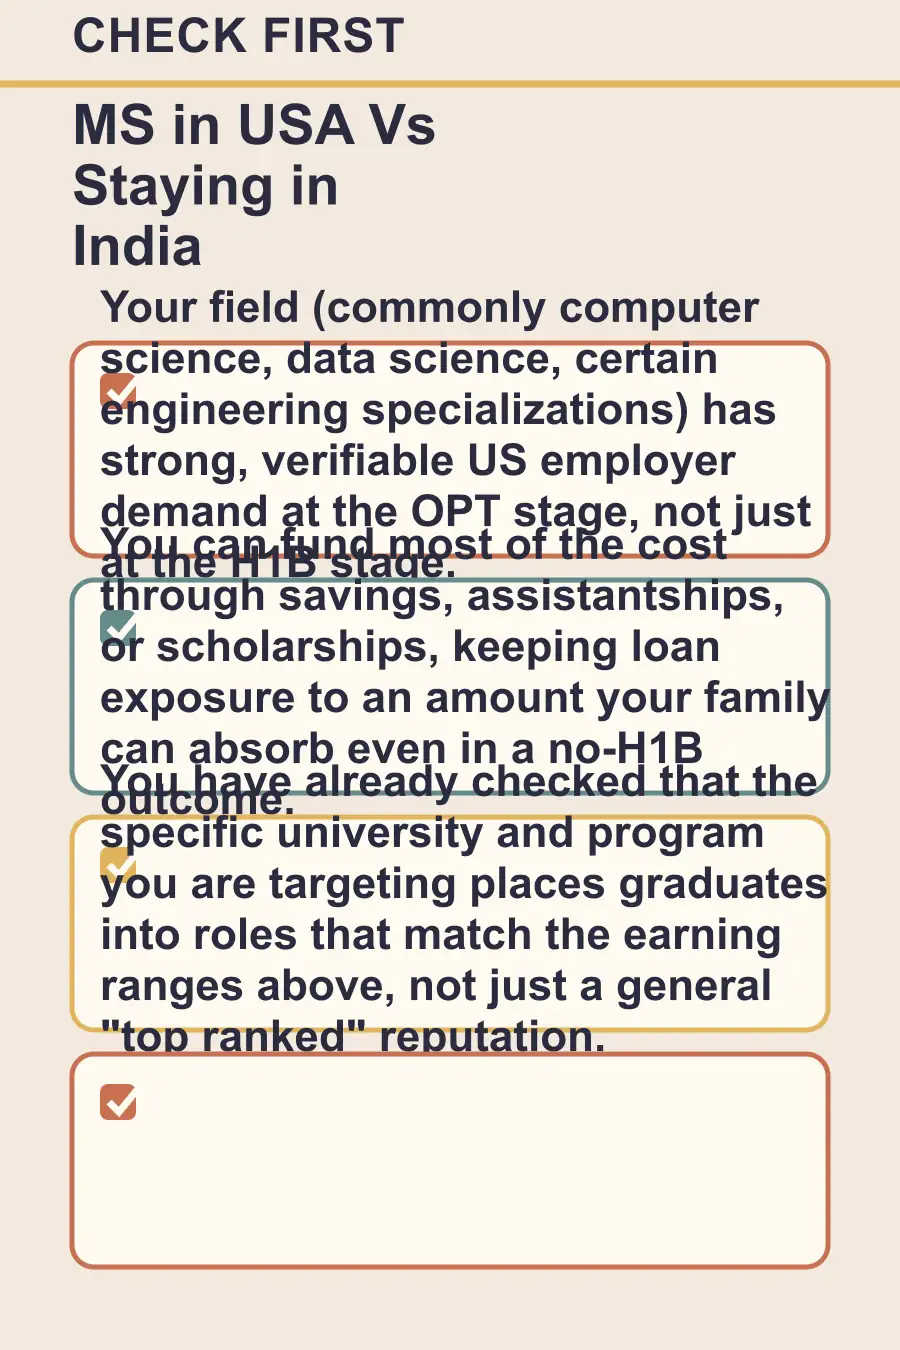 CHECK FIRST
MS in USA Vs
Staying in
India
Your field (commonly computer
science, data science, certain
engineering specializations) has
strong, verifiable US employer
demand at the OPT stage, not just
at the H1B stage.
You can fund most of the cost
through savings, assistantships,
or scholarships, keeping loan
exposure to an amount your family
can absorb even in a no-H1B
outcome.
You have already checked that the
specific university and program
you are targeting places graduates
into roles that match the earning
ranges above, not just a general
"top ranked" reputation.